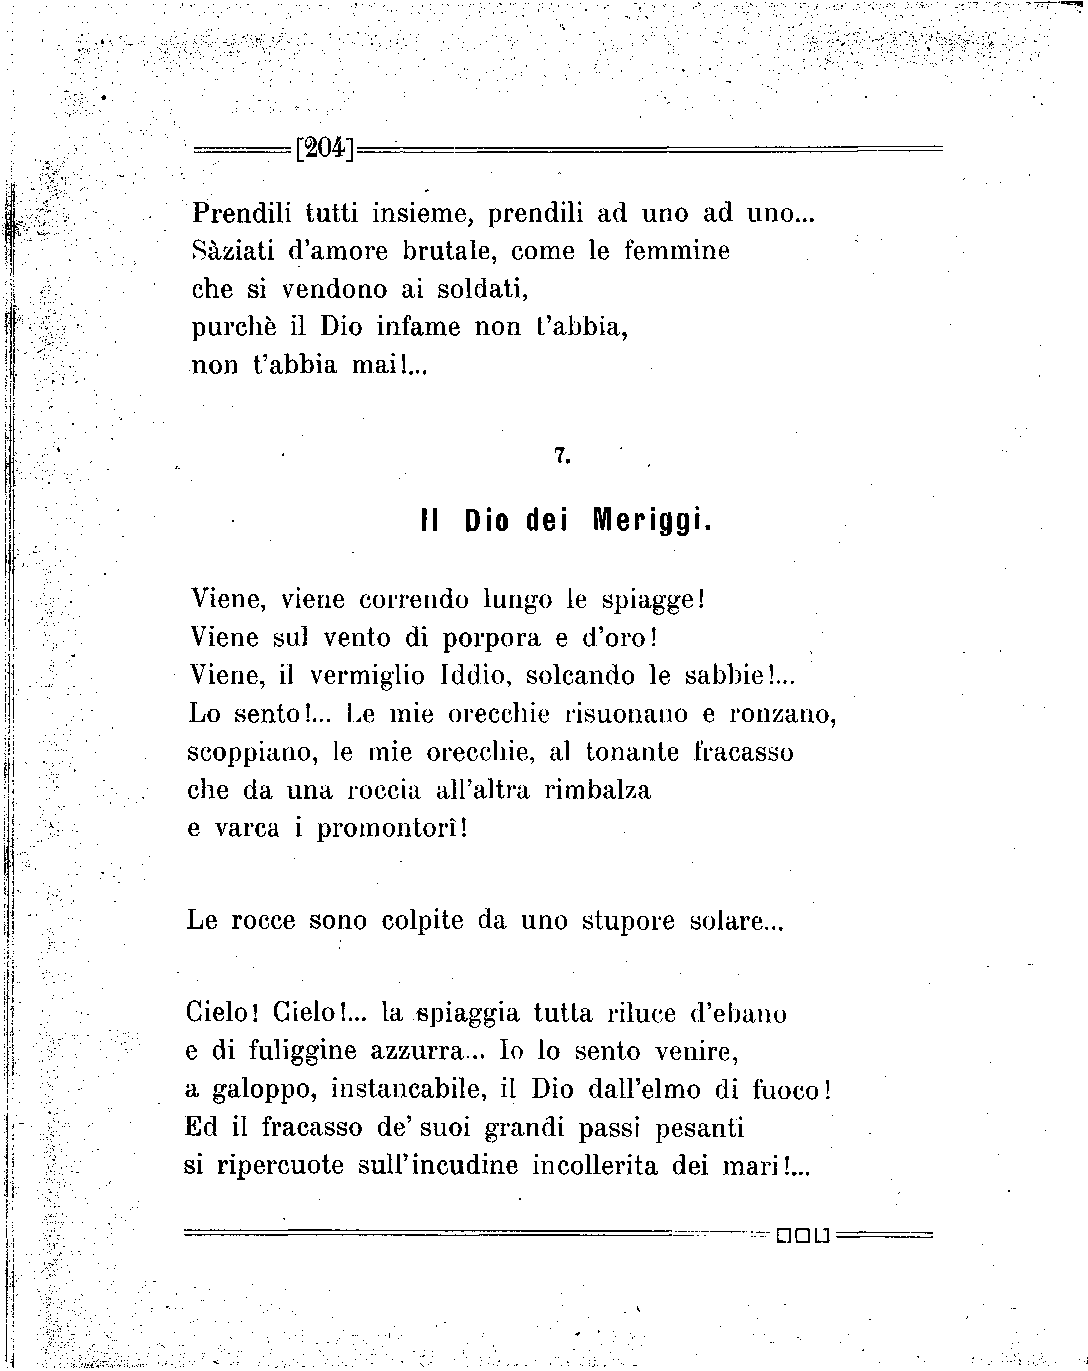 [204]
Prendili tutti insieme, prendili ad uno ad uno...
Sàziati d'amore brutale, come le femmine
che si vendono ai soldati,
purchè il Dio infame non t'abbia,
non t'abbia mai!...
7.
Il Dio dei Meriggi.
Viene, viene correndo lungo le spiagge!
Viene sul vento di porpora e d'oro!
Viene, il vermiglio Iddio, solcando le sabbie!...
Lo sento!... Le mie orecchie risuonano e ronzano,
scoppiano, le mie orecchie, al tonante fracasso
che da una roccia all'altra rimbalza
e varca i promontorî!
Le rocce sono colpite da uno stupore solare...
Cielo! Cielo!... la spiaggia tutta riluce d'ebano
e di fuliggine azzurra... Io lo sento venire,
a galoppo, instancabile, il Dio dall'elmo di fuoco!
Ed il fracasso de' suoi grandi passi pesanti
si ripercuote sull'incudine incollerita dei mari!...